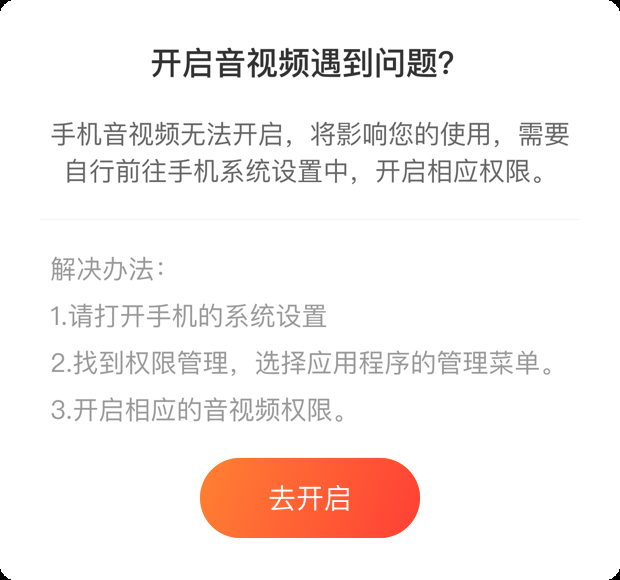 开启音视频遇到问题？
手机音视频无法开启，将影响您的使用，需要
自行前往手机系统设置中，开启相应权限。
解决办法：
1.请打开手机的系统设置
2.找到权限管理，选择应用程序的管理菜单。
3.开启相应的音视频权限。
去开启